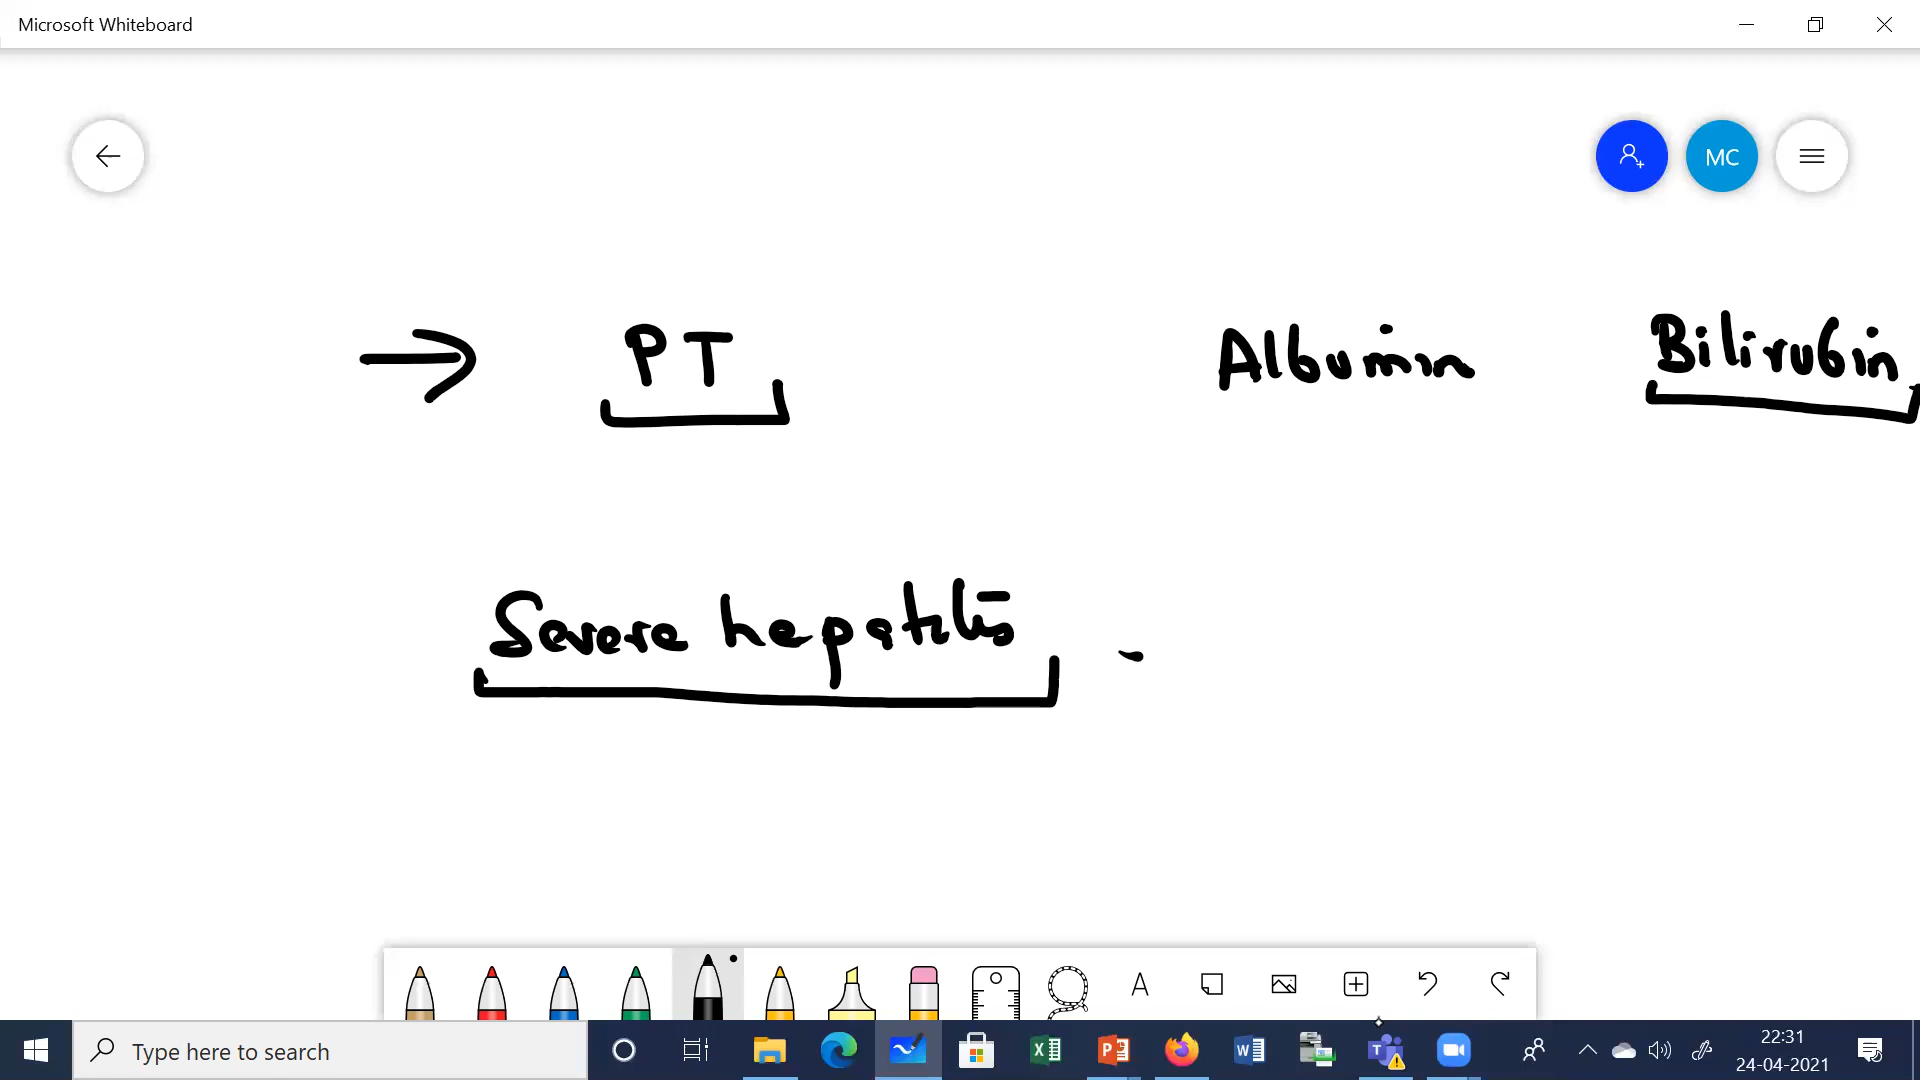 Microsoft Whiteboard
MC
→ PT Albumin Bilirubin
Severe hepatitis -
A
Type here to search
22:31
24-04-2021